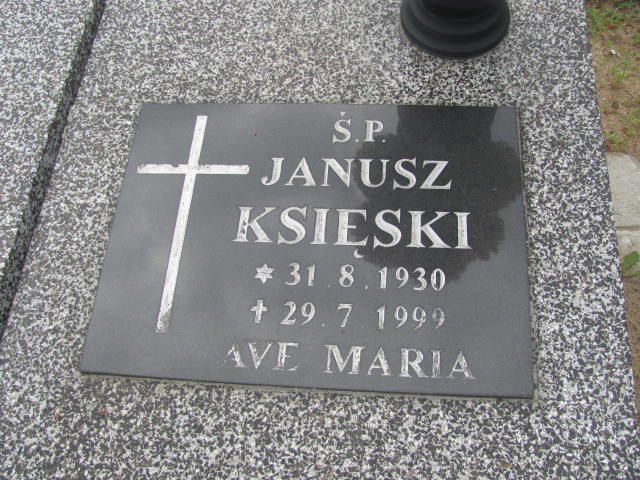 Ś.P.
JANUSZ
KSIĘSKI
* 31.8.1930
✝ 29.7.1999
AVE MARIA